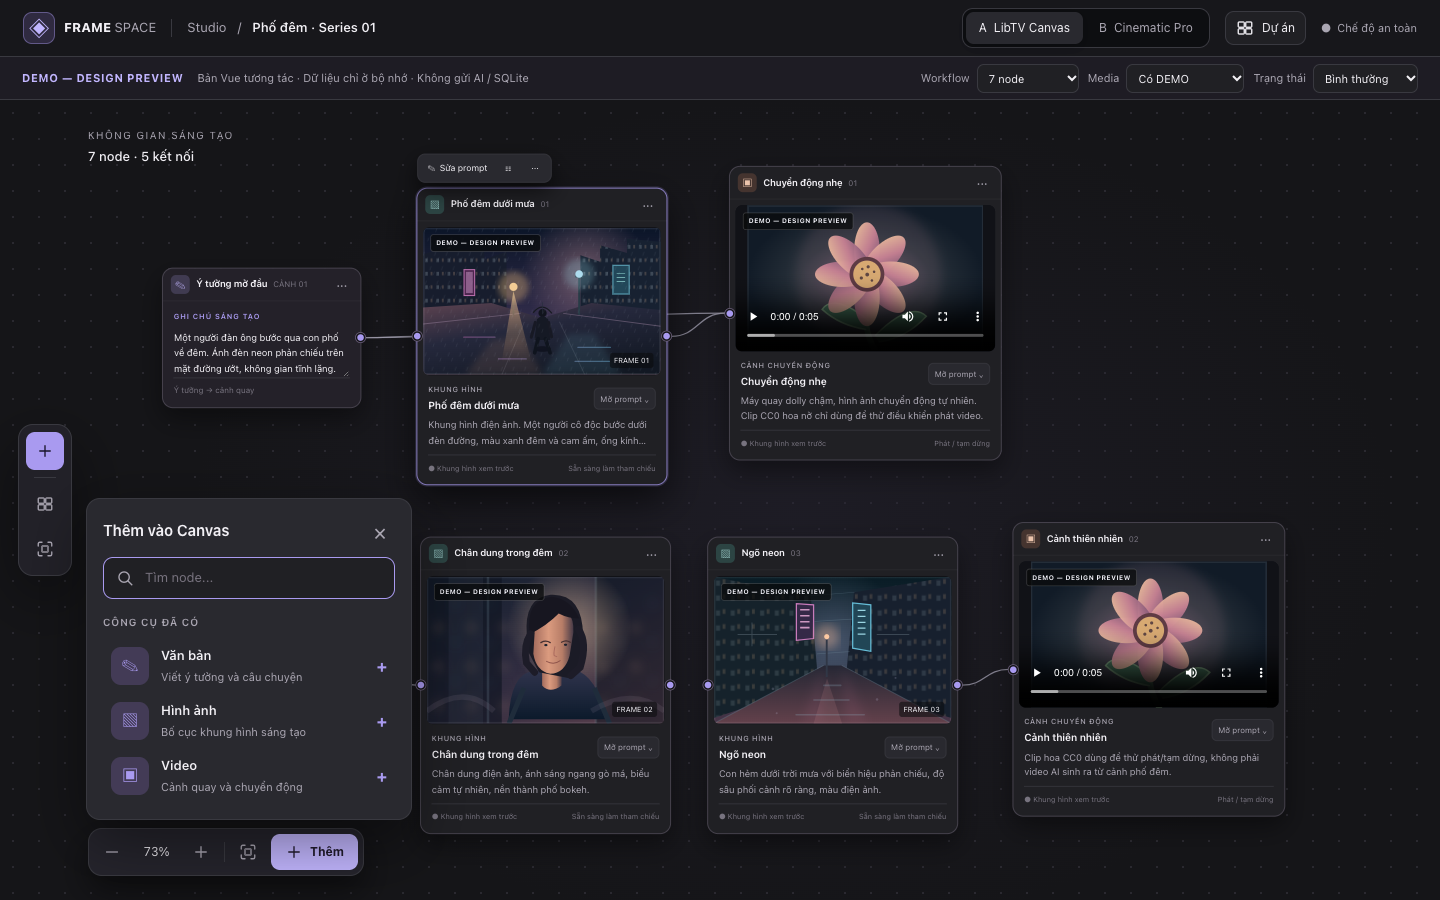 FRAME SPACE
Studio / Phố đêm · Series 01
A LibTV Canvas
B Cinematic Pro
Dự án
Chế độ an toàn
DEMO — DESIGN PREVIEW
Bản Vue tương tác · Dữ liệu chỉ ở bộ nhớ · Không gửi AI / SQLite
Workflow
7 node
Media
Có DEMO
Trạng thái
Bình thường
KHÔNG GIAN SÁNG TẠO
7 node · 5 kết nối
Sửa prompt
Phố đêm dưới mưa 01
DEMO — DESIGN PREVIEW
FRAME 01
KHUNG HÌNH
Phố đêm dưới mưa
Mở prompt
Khung hình điện ảnh. Một người cô độc bước dưới
đèn đường, màu xanh đêm và cam ấm, ống kính...
Khung hình xem trước
Sẵn sàng làm tham chiếu
Chuyển động nhẹ 01
DEMO — DESIGN PREVIEW
0:00 / 0:05
CẢNH CHUYỂN ĐỘNG
Chuyển động nhẹ
Mở prompt
Máy quay dolly chậm, hình ảnh chuyển động tự nhiên.
Clip CC0 hoa nở chỉ dùng để thử điều khiển phát video.
Khung hình xem trước
Phát / tạm dừng
Ý tưởng mở đầu CẢNH 01
GHI CHÚ SÁNG TẠO
Một người đàn ông bước qua con phố
về đêm. Ánh đèn neon phản chiếu trên
mặt đường ướt, không gian tĩnh lặng.
Ý tưởng → cảnh quay
Thêm vào Canvas
Tìm node...
CÔNG CỤ ĐÃ CÓ
Văn bản
Viết ý tưởng và câu chuyện
Hình ảnh
Bố cục khung hình sáng tạo
Video
Cảnh quay và chuyển động
73%
Thêm
Chân dung trong đêm 02
DEMO — DESIGN PREVIEW
FRAME 02
KHUNG HÌNH
Chân dung trong đêm
Mở prompt
Chân dung điện ảnh, ánh sáng ngang gò má, biểu
cảm tự nhiên, nền thành phố bokeh.
Khung hình xem trước
Sẵn sàng làm tham chiếu
Ngõ neon 03
DEMO — DESIGN PREVIEW
FRAME 03
KHUNG HÌNH
Ngõ neon
Mở prompt
Con hẻm dưới trời mưa với biển hiệu phản chiếu, độ
sâu phối cảnh rõ ràng, màu điện ảnh.
Khung hình xem trước
Sẵn sàng làm tham chiếu
Cảnh thiên nhiên 02
DEMO — DESIGN PREVIEW
0:00 / 0:05
CẢNH CHUYỂN ĐỘNG
Cảnh thiên nhiên
Mở prompt
Clip hoa CC0 dùng để thử phát/tạm dừng, không phải
video AI sinh ra từ cảnh phố đêm.
Khung hình xem trước
Phát / tạm dừng